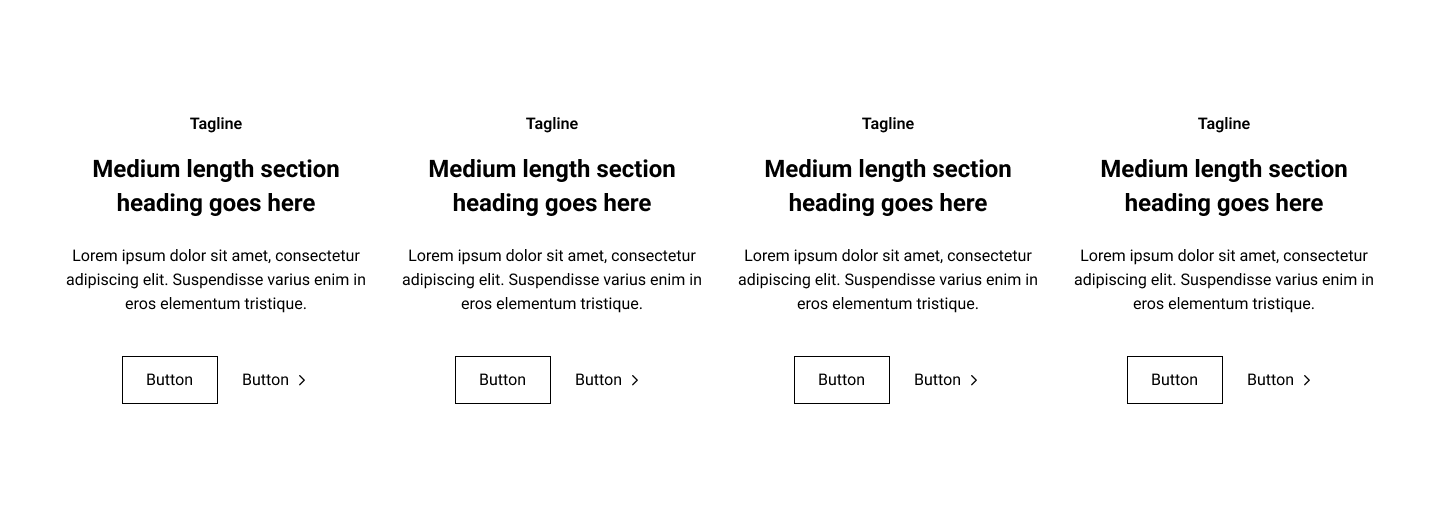 Tagline
Medium length section
heading goes here
Lorem ipsum dolor sit amet, consectetur
adipiscing elit. Suspendisse varius enim in
eros elementum tristique.
Button
Button
Tagline
Medium length section
heading goes here
Lorem ipsum dolor sit amet, consectetur
adipiscing elit. Suspendisse varius enim in
eros elementum tristique.
Button
Button
Tagline
Medium length section
heading goes here
Lorem ipsum dolor sit amet, consectetur
adipiscing elit. Suspendisse varius enim in
eros elementum tristique.
Button
Button
Tagline
Medium length section
heading goes here
Lorem ipsum dolor sit amet, consectetur
adipiscing elit. Suspendisse varius enim in
eros elementum tristique.
Button
Button